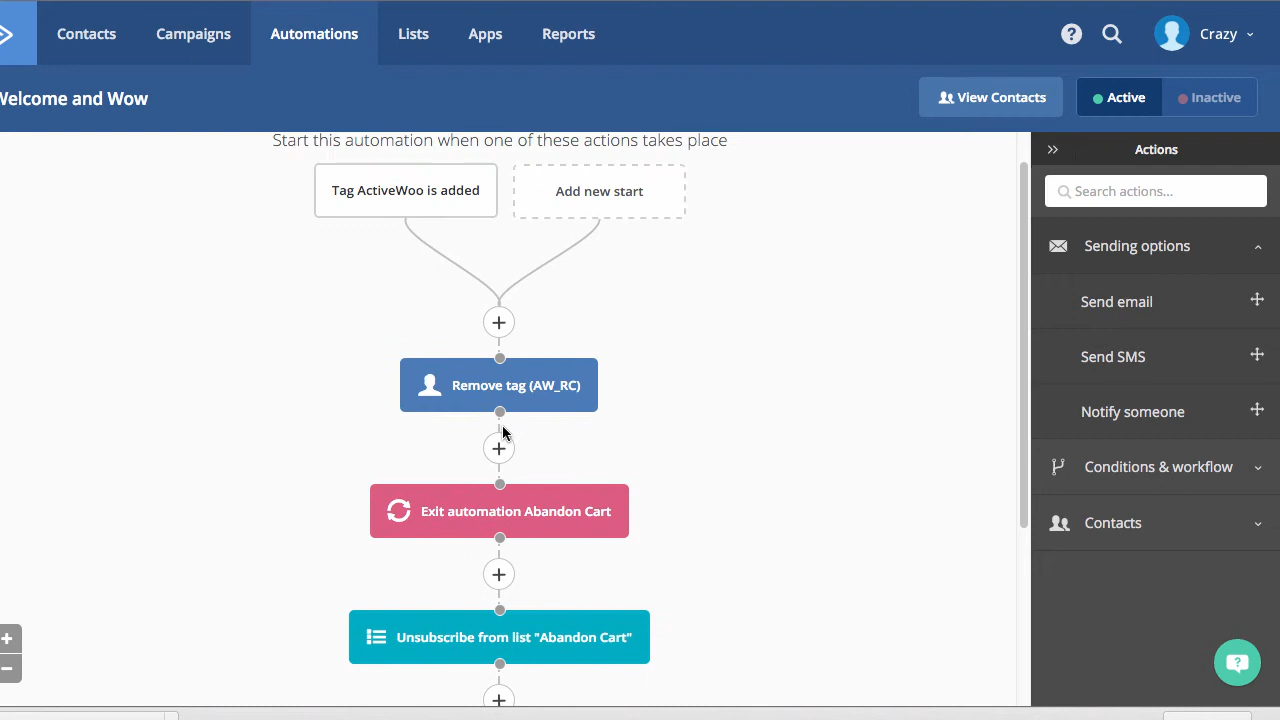 Contacts
Campaigns
Automations
Lists
Apps
Reports
Crazy
Welcome and Wow
View Contacts
Active
Inactive
Start this automation when one of these actions takes place
Tag ActiveWoo is added
Add new start
Remove tag (AW_RC)
Exit automation Abandon Cart
Unsubscribe from list "Abandon Cart"
Actions
Search actions...
Sending options
Send email
Send SMS
Notify someone
Conditions & workflow
Contacts